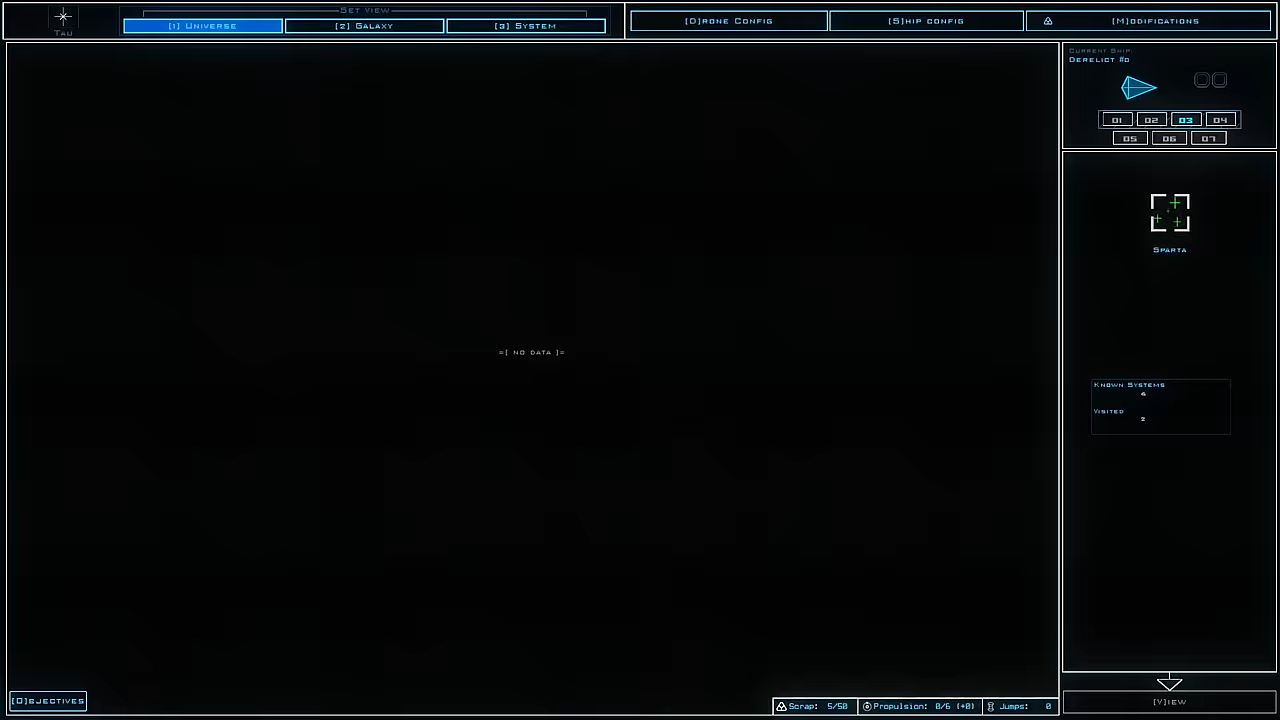 Set View
Tau
[1] Universe
[2] Galaxy
[3] System
[D]rone Config
[S]hip config
[M]odifications
Current Ship:
Derelict #0
01
02
03
04
05
06
07
Sparta
=[ No data ]=
Known Systems
6
Visited
2
[O]bjectives
Scrap: 5/50
Propulsion: 0/6 (+0)
Jumps: 0
[V]iew